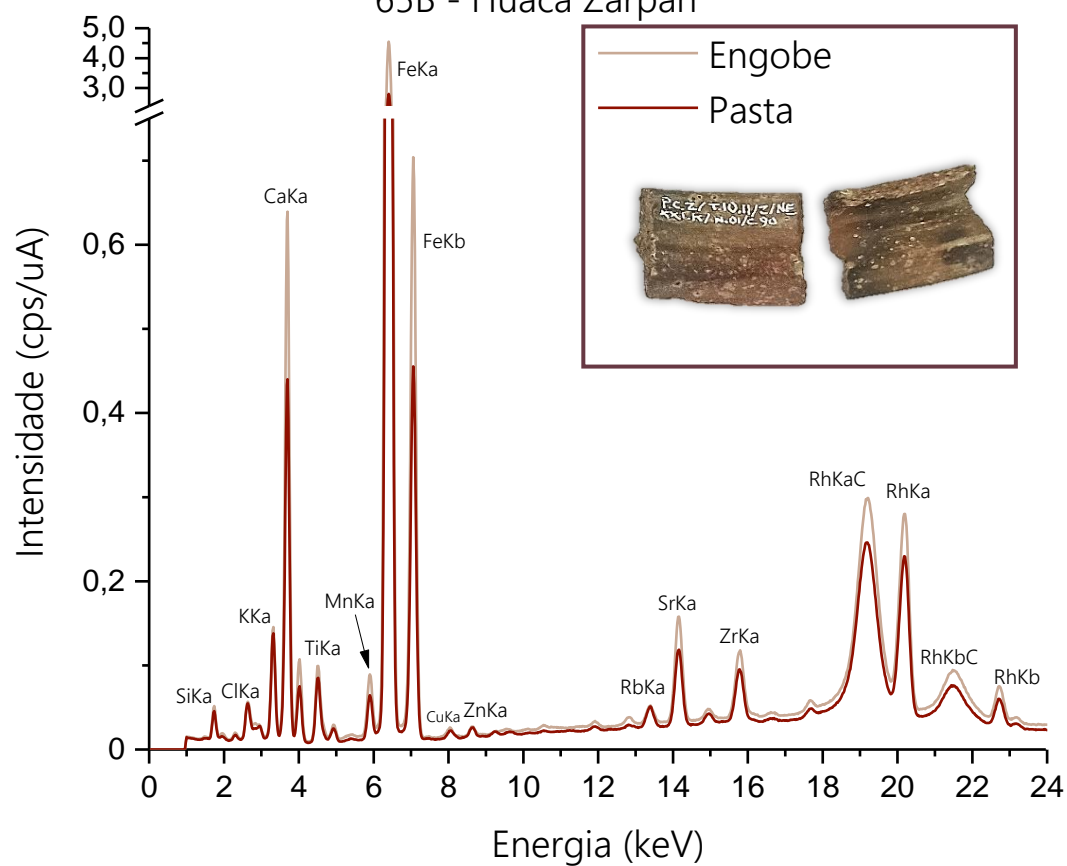 65B - Huaca Zarpán
Engobe
Pasta
Intensidade (cps/uA)
5,0
4,0
3,0
0,6
0,4
0,2
0
FeKa
CaKa
FeKb
KKa
MnKa
TiKa
SiKa
ClKa
CuKa
ZnKa
RbKa
SrKa
ZrKa
RhKaC
RhKa
RhKbC
RhKb
0 2 4 6 8 10 12 14 16 18 20 22 24
Energia (keV)